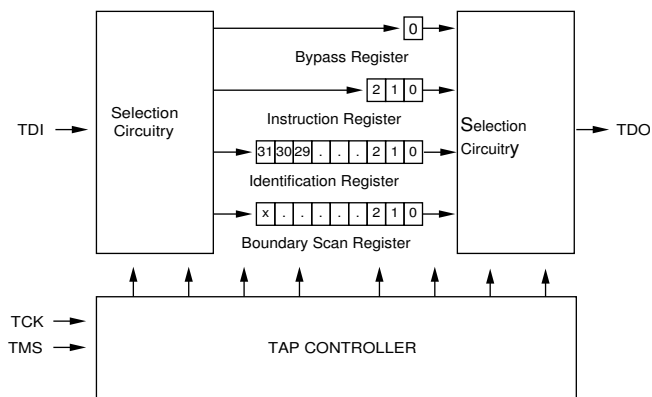 0
Bypass Register
2 1 0
Selection
Circuitry
TDI
Instruction Register
Selection
Circuitry
TDO
31 30 29 . . . 2 1 0
Identification Register
x . . . . . 2 1 0
Boundary Scan Register
TCK
TMS
TAP CONTROLLER